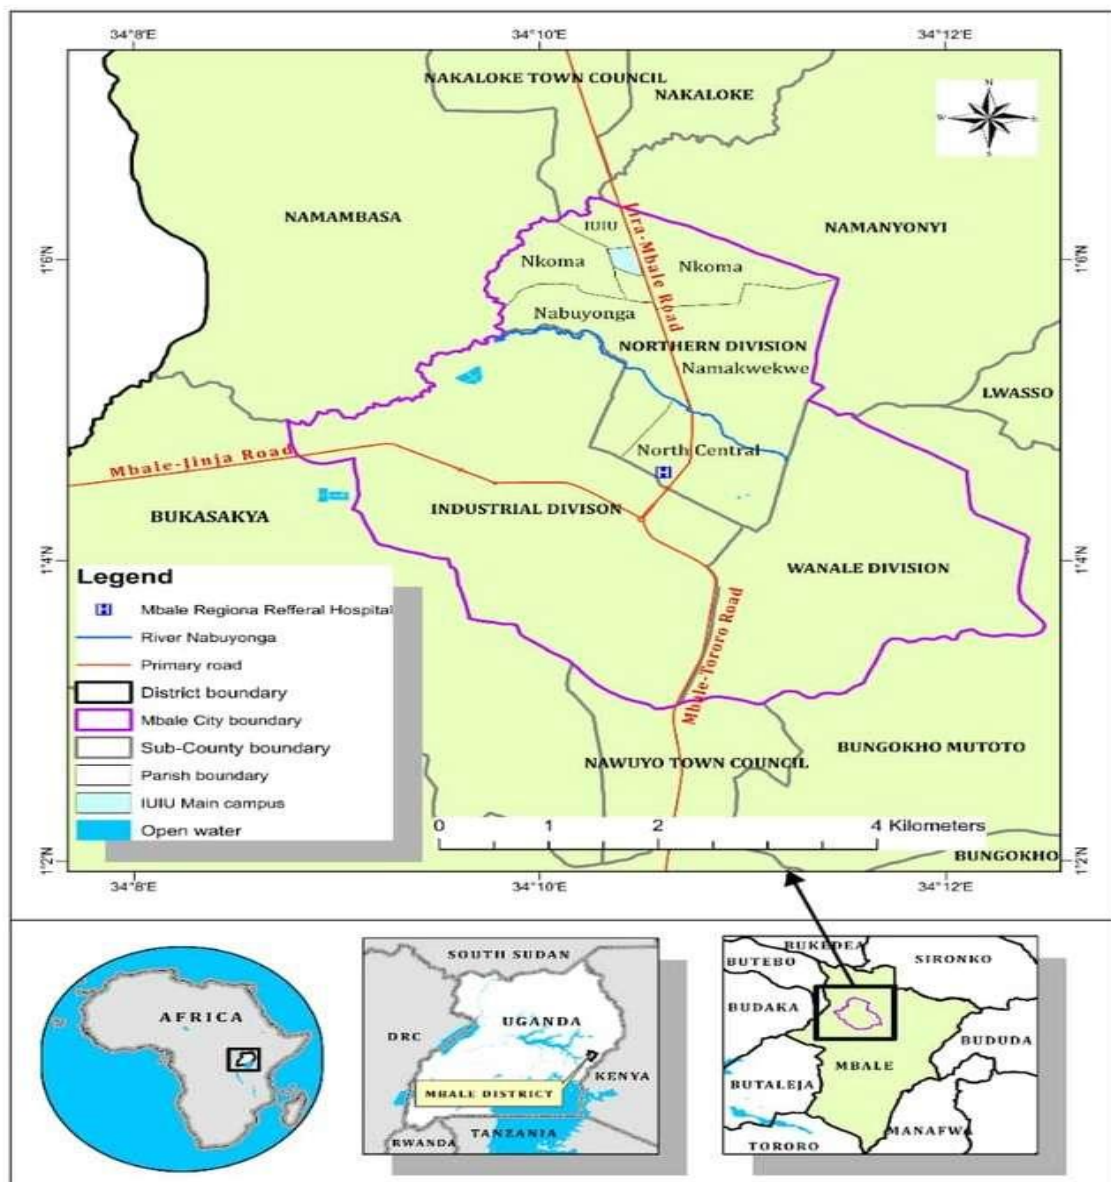 34°8'E 34°10'E 34°12'E
NAKALOKE TOWN COUNCIL
NAKALOKE
N
W E
S
NAMAMBASA
IUIU
NAMANYONYI
1°6'N 1°6'N
Nkoma
Nkoma
Lira-Mbale Road
Nabuyonga
NORTHERN DIVISION
Namakwekwe
LWASSO
Mbale-Jinja Road
North Central
H
BUKASAKYA
INDUSTRIAL DIVISON
1°4'N 1°4'N
WANALE DIVISION
Mbale-Tororo Road
Legend
H Mbale Regiona Refferal Hospital
River Nabuyonga
Primary road
District boundary
Mbale City boundary
Sub-County boundary
Parish boundary
IUIU Main campus
Open water
BUNGOKHO MUTOTO
NAWUYO TOWN COUNCIL
0 1 2 4 Kilometers
BUNGOKHO
1°2'N 1°2'N
34°8'E 34°10'E 34°12'E
AFRICA
SOUTH SUDAN
UGANDA
DRC
KENYA
MBALE DISTRICT
RWANDA
TANZANIA
BUKEDEA
BUTEBO
SIRONKO
BUDAKA
BUDUDA
MBALE
BUTALEJA
MANAFWA
TORORO